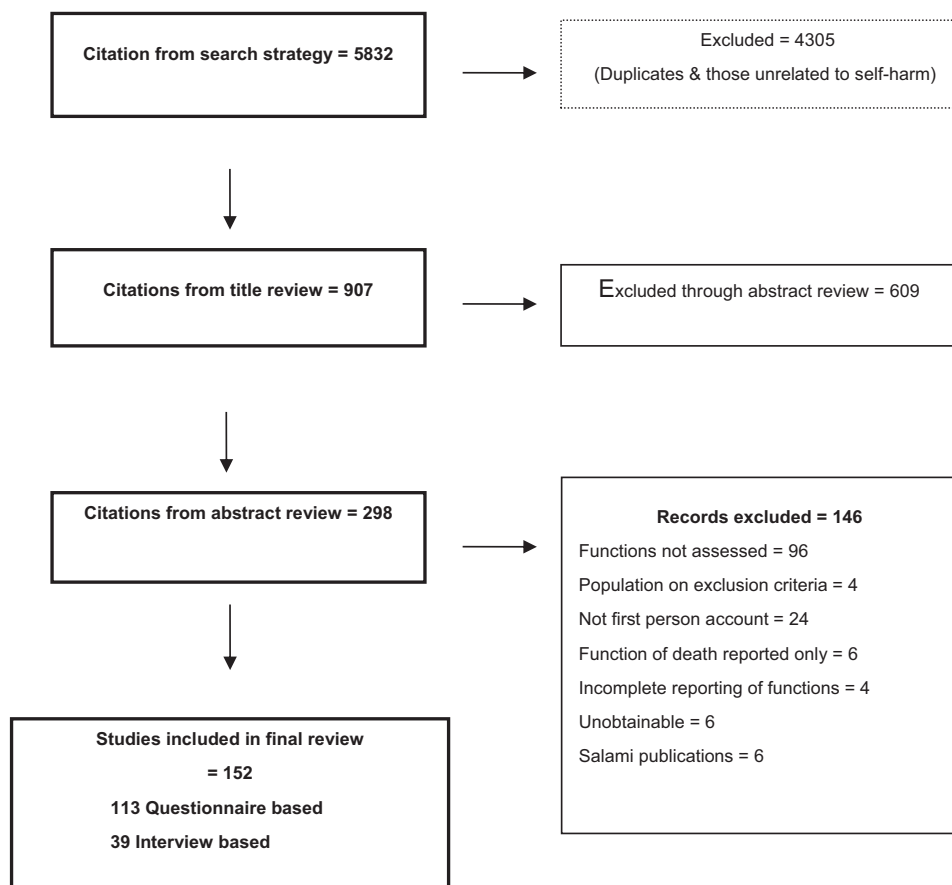 Citation from search strategy = 5832
Excluded = 4305
(Duplicates & those unrelated to self-harm)
Citations from title review = 907
Excluded through abstract review = 609
Citations from abstract review = 298
Records excluded = 146
Functions not assessed = 96
Population on exclusion criteria = 4
Not first person account = 24
Function of death reported only = 6
Incomplete reporting of functions = 4
Unobtainable = 6
Salami publications = 6
Studies included in final review
= 152
113 Questionnaire based
39 Interview based